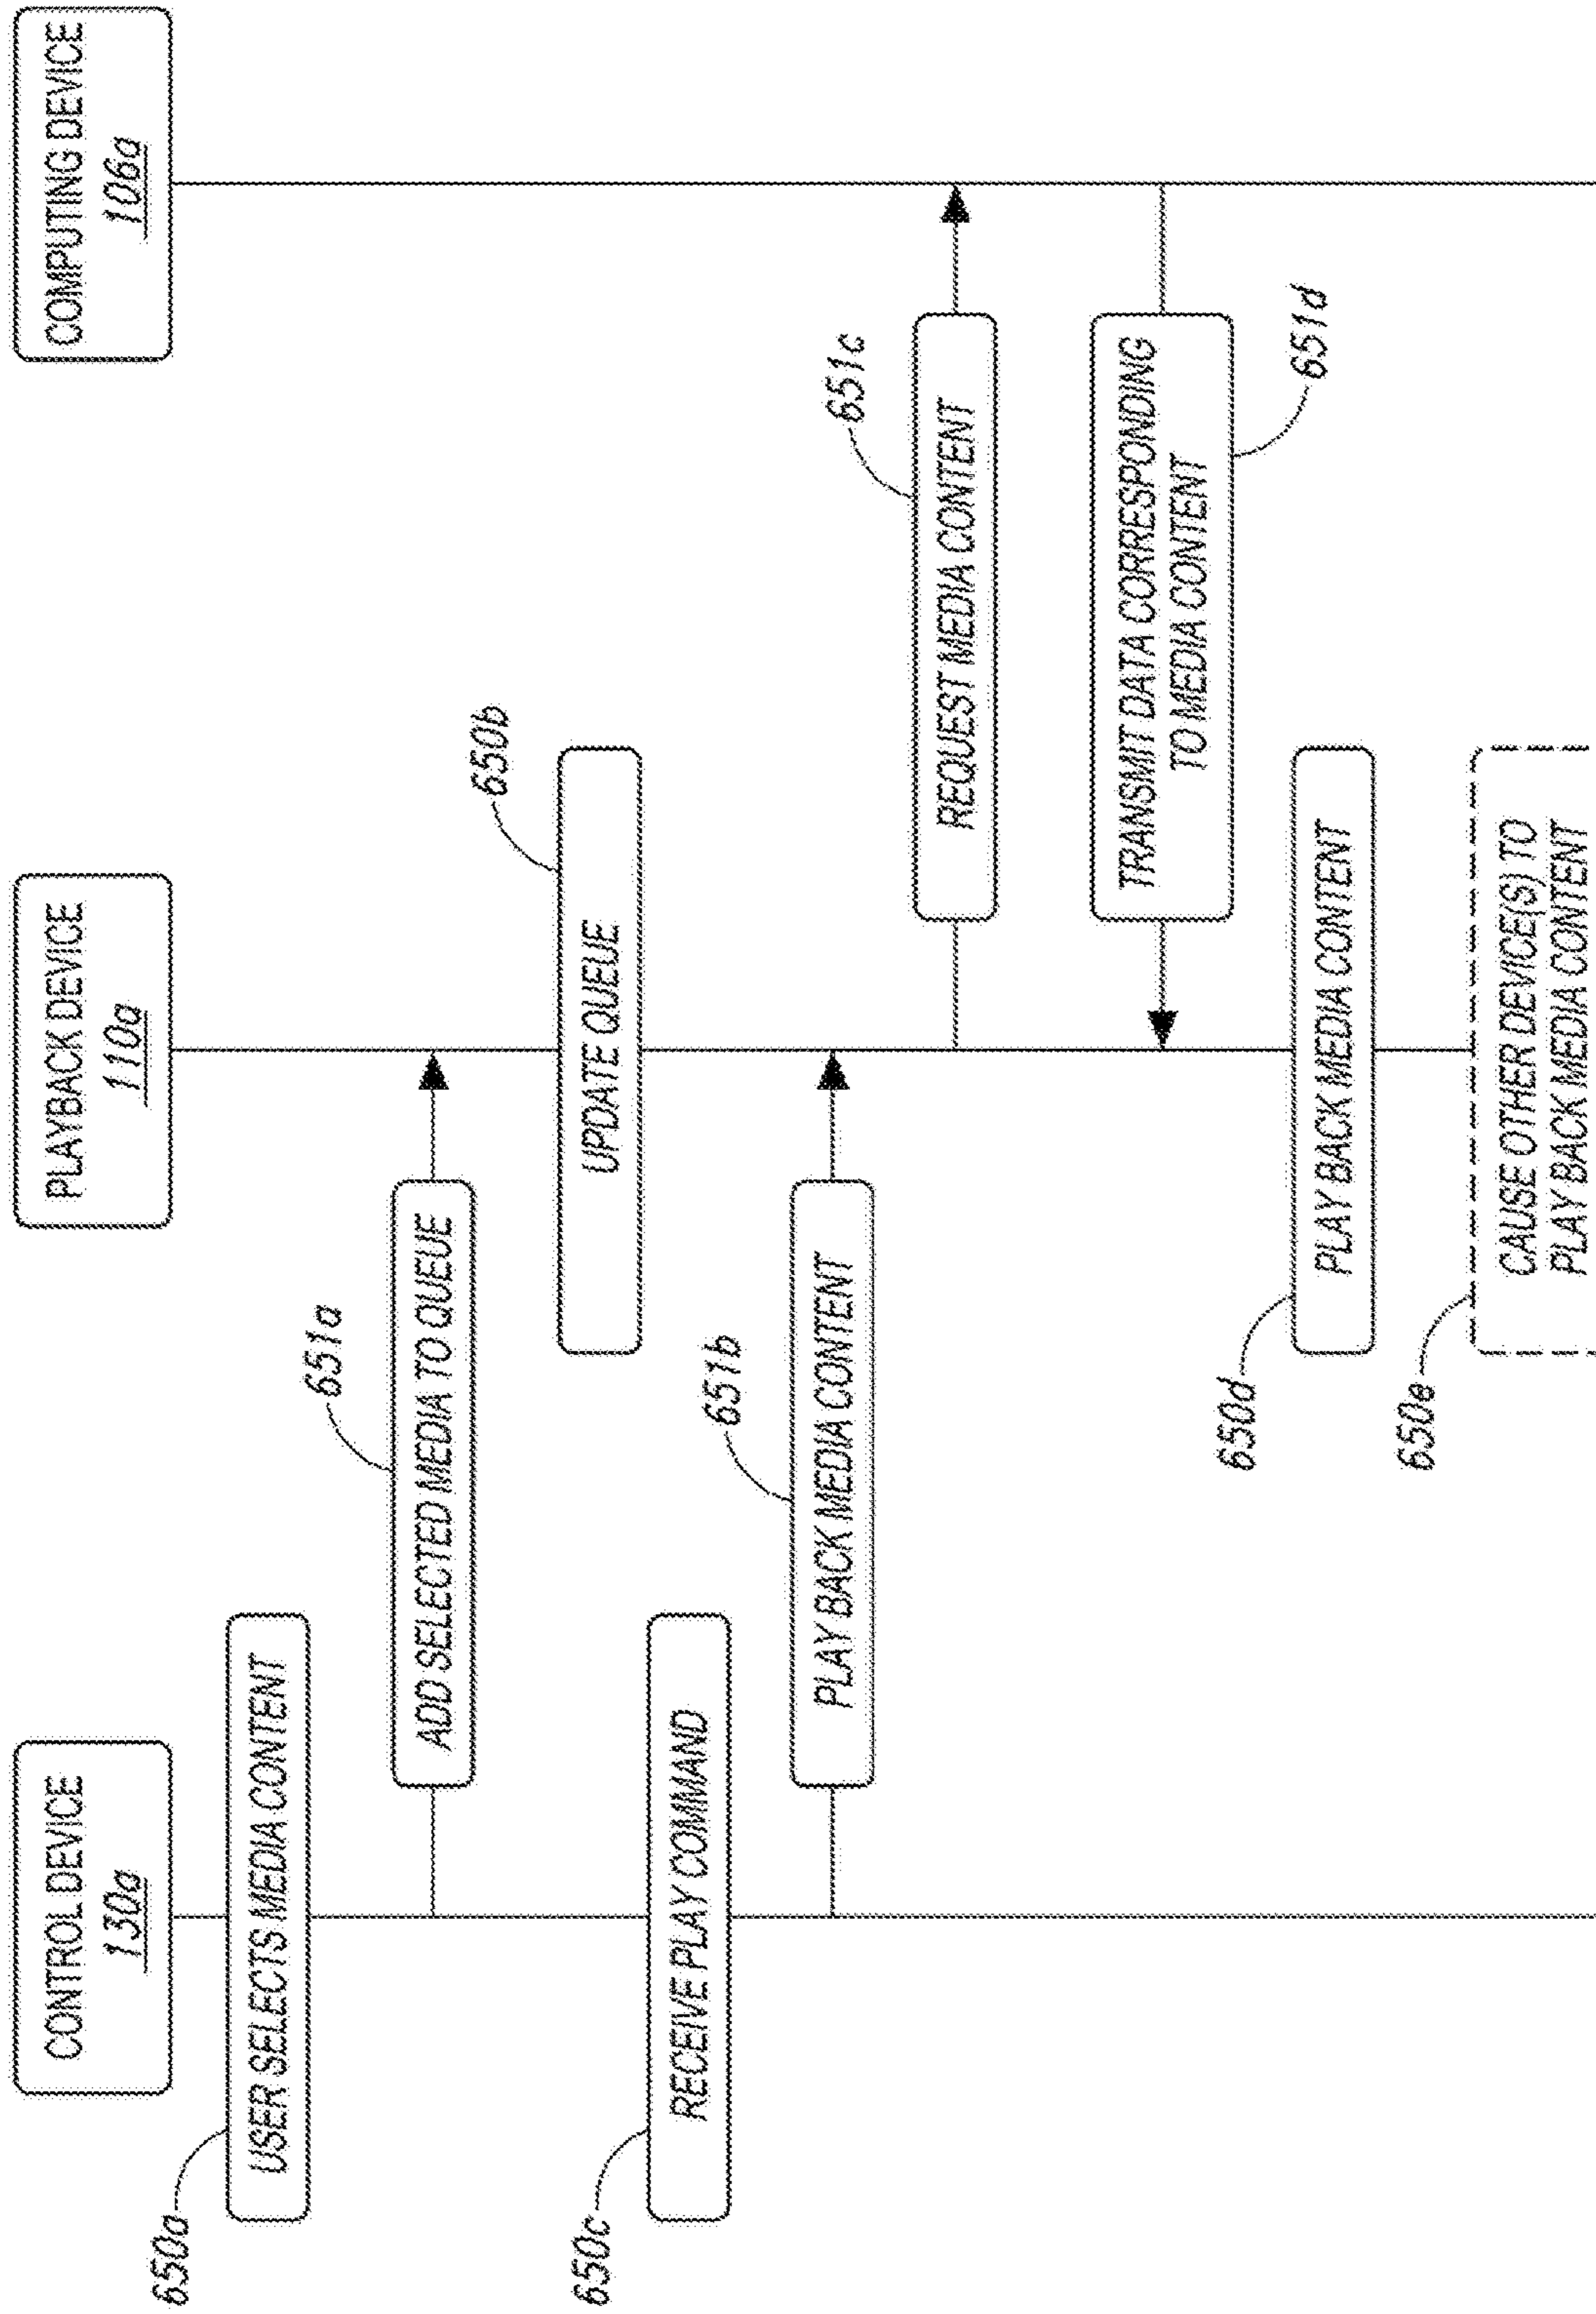 CONTROL DEVICE
130a
PLAYBACK DEVICE
110a
COMPUTING DEVICE
106a
650a
USER SELECTS MEDIA CONTENT
651a
ADD SELECTED MEDIA TO QUEUE
650b
UPDATE QUEUE
650c
RECEIVE PLAY COMMAND
651b
PLAY BACK MEDIA CONTENT
651c
REQUEST MEDIA CONTENT
TRANSMIT DATA CORRESPONDING
TO MEDIA CONTENT
651d
650d
PLAY BACK MEDIA CONTENT
650e
CAUSE OTHER DEVICE(S) TO
PLAY BACK MEDIA CONTENT